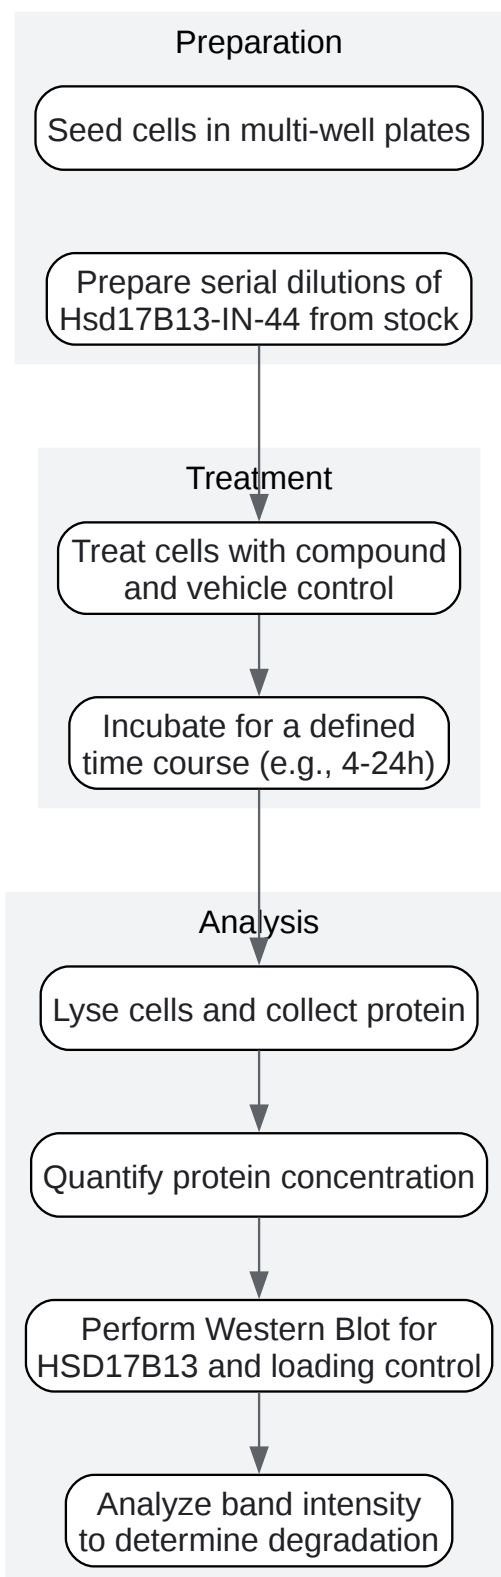 Preparation
Seed cells in multi-well plates
Prepare serial dilutions of
Hsd17B13-IN-44 from stock
Treatment
Treat cells with compound
and vehicle control
Incubate for a defined
time course (e.g., 4-24h)
Analysis
Lyse cells and collect protein
Quantify protein concentration
Perform Western Blot for
HSD17B13 and loading control
Analyze band intensity
to determine degradation